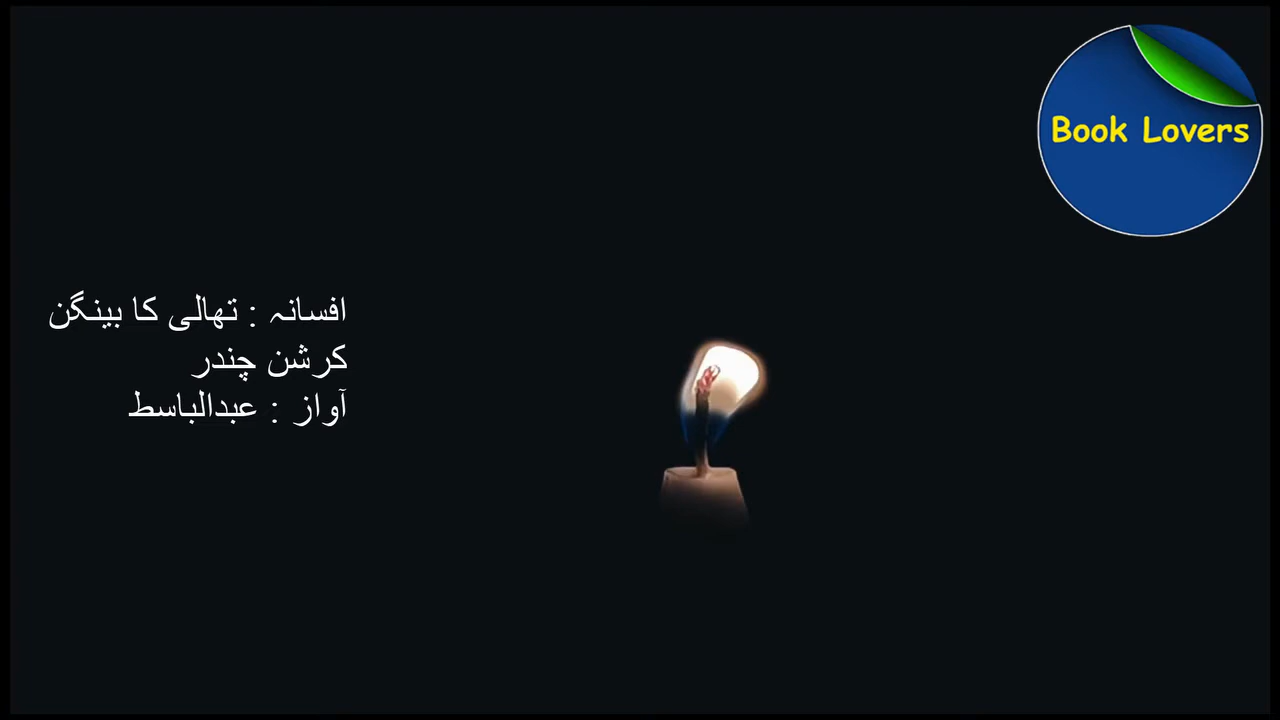 Book Lovers
افسانہ : تھالی کا بینگن
کرشن چندر
آواز : عبدالباسط